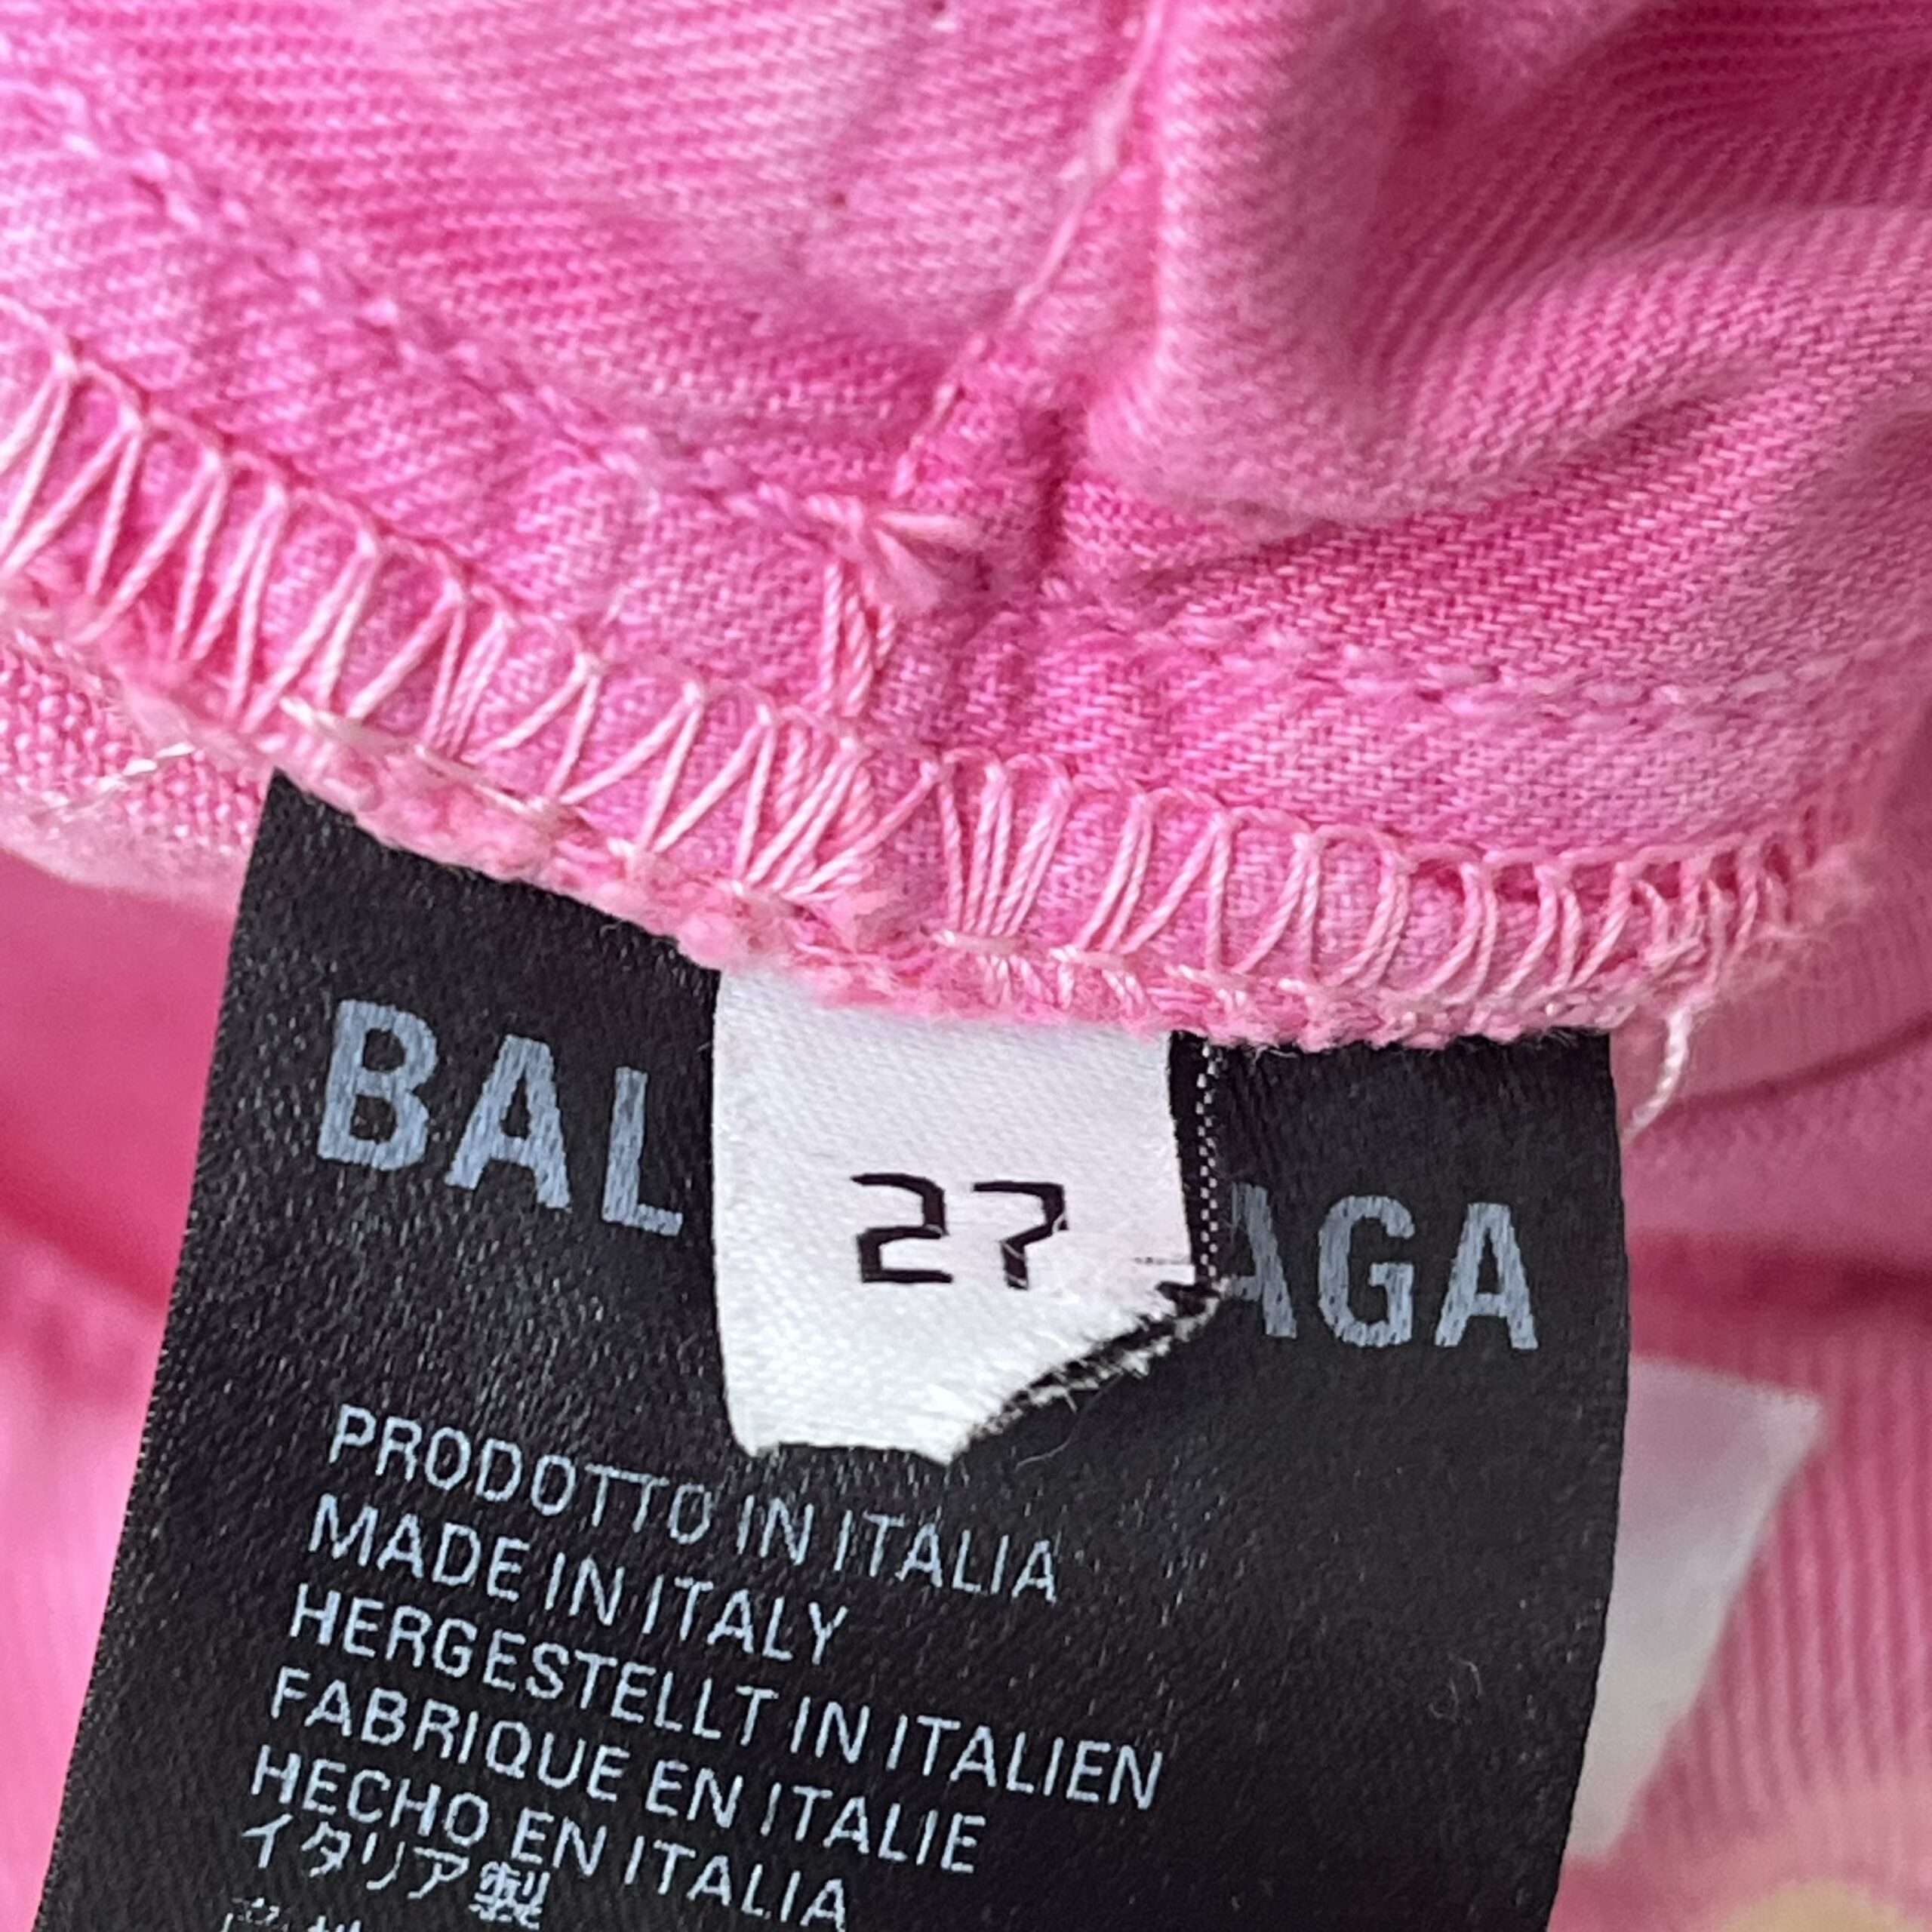 BAL AGA
27
PRODOTTO IN ITALIA
MADE IN ITALY
HERGESTELLT IN ITALIEN
FABRIQUE EN ITALIE
HECHO EN ITALIA
イタリア製